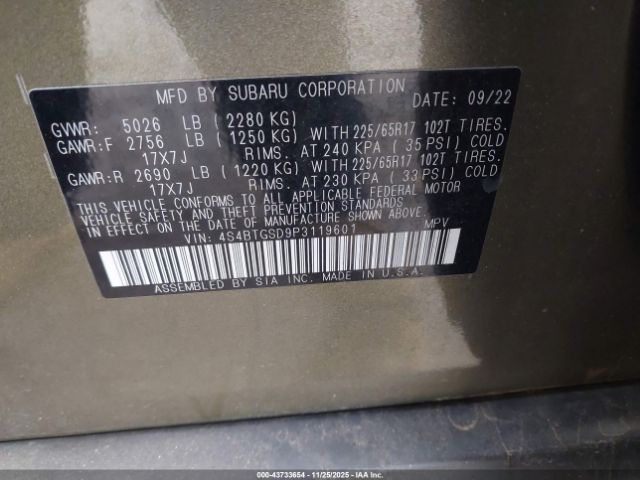 MFD BY SUBARU CORPORATION DATE: 09/22
GVWR: 5026 LB (2280 KG)
GAWR:F 2756 LB (1250 KG) WITH 225/65R17 102T TIRES.
17X7J RIMS. AT 240 KPA (35 PSI) COLD
GAWR:R 2690 LB (1220 KG) WITH 225/65R17 102T TIRES.
17X7J RIMS. AT 230 KPA (33 PSI) COLD
THIS VEHICLE CONFORMS TO ALL APPLICABLE FEDERAL MOTOR
VEHICLE SAFETY AND THEFT PREVENTION STANDARDS IN EFFECT
ON THE DATE OF MANUFACTURE SHOWN ABOVE.
VIN: 4S4BTGSD9P3119601 MPV
ASSEMBLED BY SIA INC. MADE IN U.S.A.
000-43733654 | 11/25/2025 | IAAI.COM